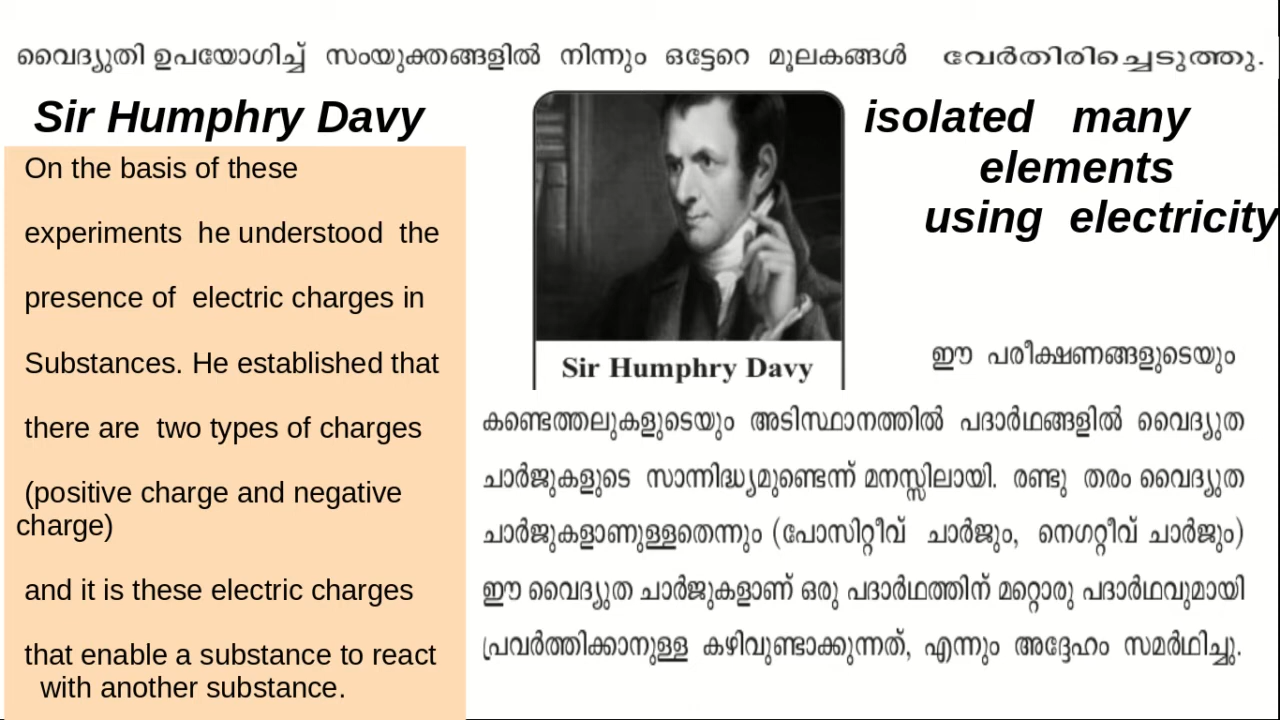 വൈദ്യുതി ഉപയോഗിച്ച് സംയുക്തങ്ങളിൽ നിന്നും ഒട്ടേറെ മൂലകങ്ങൾ വേർതിരിച്ചെടുത്തു.
Sir Humphry Davy
On the basis of these
experiments he understood the
presence of electric charges in
Substances. He established that
there are two types of charges
(positive charge and negative
charge)
and it is these electric charges
that enable a substance to react
with another substance.
Sir Humphry Davy
isolated many
elements
using electricity
ഈ പരീക്ഷണങ്ങളുടെയും
കണ്ടെത്തലുകളുടെയും അടിസ്ഥാനത്തിൽ പദാർഥങ്ങളിൽ വൈദ്യുത
ചാർജുകളുടെ സാന്നിദ്ധ്യമുണ്ടെന്ന് മനസ്സിലായി. രണ്ടു തരം വൈദ്യുത
ചാർജുകളാണുള്ളതെന്നും (പോസിറ്റീവ് ചാർജും, നെഗറ്റീവ് ചാർജും)
ഈ വൈദ്യുത ചാർജുകളാണ് ഒരു പദാർഥത്തിന് മറ്റൊരു പദാർഥവുമായി
പ്രവർത്തിക്കാനുള്ള കഴിവുണ്ടാക്കുന്നത്, എന്നും അദ്ദേഹം സമർഥിച്ചു.